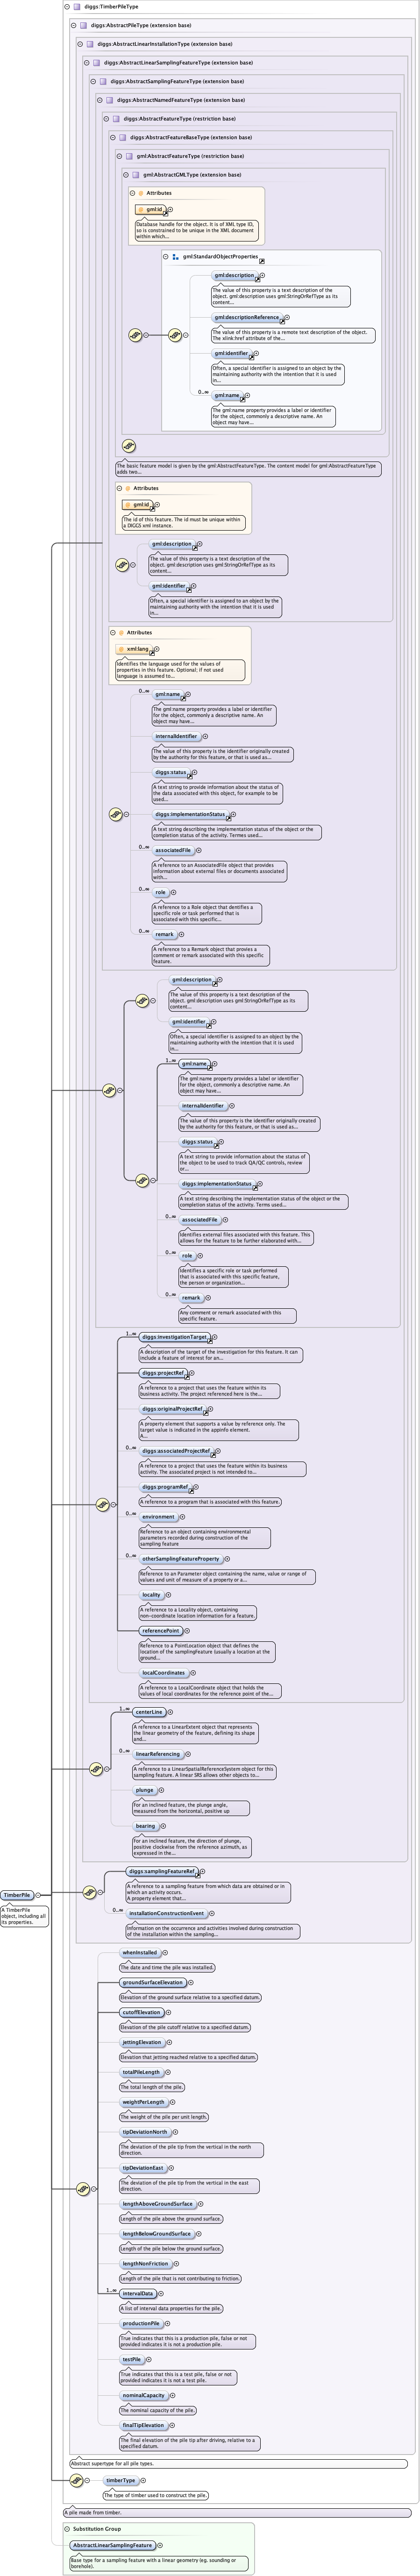 diggs:TimberPileType
diggs:AbstractPileType (extension base)
diggs:AbstractLinearInstallationType (extension base)
diggs:AbstractLinearSamplingFeatureType (extension base)
diggs:AbstractSamplingFeatureType (extension base)
diggs:AbstractNamedFeatureType (extension base)
diggs:AbstractFeatureType (restriction base)
diggs:AbstractFeatureBaseType (extension base)
gml:AbstractFeatureType (restriction base)
gml:AbstractGMLType (extension base)
Attributes
gml:id
Database handle for the object. It is of XML type ID,
so is constrained to be unique in the XML document
within which...
gml:StandardObjectProperties
gml:description
The value of this property is a text description of the
object. gml:description uses gml:StringOrRefType as its
content...
gml:descriptionReference
The value of this property is a remote text description of the object.
The xlink:href attribute of the...
gml:identifier
Often, a special identifier is assigned to an object by the
maintaining authority with the intention that it is used
in...
0..∞
gml:name
The gml:name property provides a label or identifier
for the object, commonly a descriptive name. An
object may have...
The basic feature model is given by the gml:AbstractFeatureType. The content model for gml:AbstractFeatureType
adds two...
Attributes
gml:id
The id of this feature. The id must be unique within
a DIGGS xml instance.
gml:description
The value of this property is a text description of the
object. gml:description uses gml:StringOrRefType as its
content...
gml:identifier
Often, a special identifier is assigned to an object by the
maintaining authority with the intention that it is used
in...
Attributes
xml:lang
Identifies the language used for the values of
properties in this feature. Optional, if not used
language is assumed to...
0..∞
gml:name
The gml:name property provides a label or identifier
for the object, commonly a descriptive name. An
object may have...
internalIdentifier
The value of this property is the identifier originally created
by the authority for this feature, or that is used as...
diggs:status
A text string to provide information about the status of the
data associated with this object, for example to be
used...
diggs:implementationStatus
A text string describing the implementation status of the object or the
completion status of the activity. Termes used...
0..∞
associatedFile
A reference to an AssociatedFile object that provides
information about external files or documents associated
with...
0..∞
role
A reference to a Role object that dentifies a
specific role or task performed that is
associated with this specific...
0..∞
remark
A reference to a Remark object that provies a
comment or remark associated with this specific
feature.
gml:description
The value of this property is a text description of the
object. gml:description uses gml:StringOrRefType as its
content...
gml:identifier
Often, a special identifier is assigned to an object by the
maintaining authority with the intention that it is used
in...
1..∞
gml:name
The gml:name property provides a label or identifier
for the object, commonly a descriptive name. An
object may have...
internalIdentifier
The value of this property is the identifier originally created
by the authority for this feature, or that is used as...
diggs:status
A text string to provide information about the status
of the object to be used to track QA/QC controls, review
or...
diggs:implementationStatus
A text string describing the implementation status of the object or the
completion status of the activity. Terms used...
0..∞
associatedFile
Identifies external files associated with this feature. This
allows for the feature to be further elaborated with...
0..∞
role
Identifies a specific role or task performed
that is associated with this specific feature,
the person or organization...
0..∞
remark
Any comment or remark associated with this
specific feature.
1..∞
diggs:investigationTarget
A description of the target of the investigation for this feature. It can
include a feature of interest for an...
diggs:projectRef
A reference to a project that uses the feature within its
business activity. The project referenced here is the...
diggs:originalProjectRef
A property element that supports a value by reference only. The
target value is indicated in the appinfo element.
A...
0..∞
diggs:associatedProjectRef
A reference to a project that uses the feature within its business
activity. The associated project is not intended to...
diggs:programRef
A reference to a program that is associated with this feature.
0..∞
environment
Reference to an object containing environmental
parameters recorded during construction of the
sampling feature
0..∞
otherSamplingFeatureProperty
Reference to an Parameter object containing the name, value or range of
values and unit of measure of a property or a...
locality
A reference to a Locality object, containing
non-coordinate location information for a feature.
referencePoint
Reference to a PointLocation object that defines the
location of the samplingFeature (usually a location at the
ground...
localCoordinates
A reference to a LocalCoordinate object that holds the
values of local coordinates for the reference point of the...
1..∞
centerLine
A reference to a LinearExtent object that represents
the linear geometry of the feature, defining its shape
and...
0..∞
linearReferencing
A reference to a LinearSpatialReferenceSystem object for this
sampling feature. A linear SRS allows other objects to...
plunge
For an inclined feature, the plunge angle,
measured from the horizontal, positive up
bearing
For an inclined feature, the direction of plunge,
positive clockwise from the reference azimuth,
as expressed in the...
diggs:samplingFeatureRef
A reference to a sampling feature from which data are obtained or in
which an activity occurs.
A property element that...
0..∞
installationConstructionEvent
Information on the occurrence and activities involved during construction
of the installation within the sampling...
TimberPile
A TimberPile
object, including all
its properties.
whenInstalled
The date and time the pile was installed.
groundSurfaceElevation
Elevation of the ground surface relative to a specified datum.
cutoffElevation
Elevation of the pile cutoff relative to a specified datum.
jettingElevation
Elevation that jetting reached relative to a specified datum.
totalPileLength
The total length of the pile.
weightPerLength
The weight of the pile per unit length.
tipDeviationNorth
The deviation of the pile tip from the vertical in the north
direction.
tipDeviationEast
The deviation of the pile tip from the vertical in the east
direction.
lengthAboveGroundSurface
Length of the pile above the ground surface.
lengthBelowGroundSurface
Length of the pile below the ground surface.
lengthNonFriction
Length of the pile that is not contributing to friction.
1..∞
intervalData
A list of interval data properties for the pile.
productionPile
True indicates that this is a production pile, false or not
provided indicates it is not a production pile.
testPile
True indicates that this is a test pile, false or not
provided indicates it is not a test pile.
nominalCapacity
The nominal capacity of the pile.
finalTipElevation
The final elevation of the pile tip after driving, relative to a
specified datum.
Abstract supertype for all pile types.
timberType
The type of timber used to construct the pile.
A pile made from timber.
Substitution Group
AbstractLinearSamplingFeature
Base type for a sampling feature with a linear geometry (eg. sounding or
borehole).